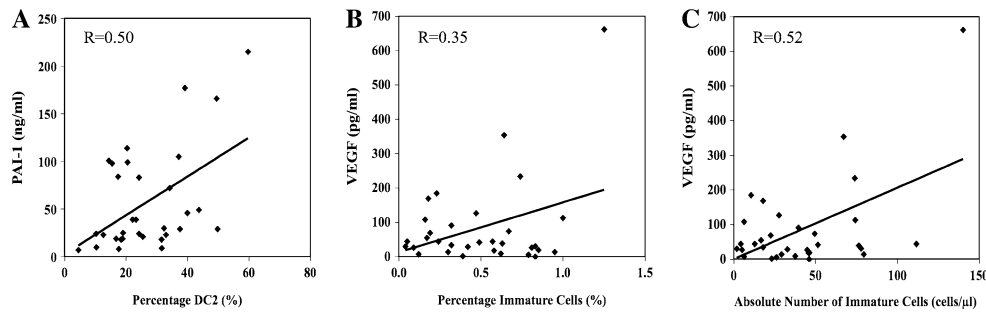 A
R=0.50
PAI-1 (ng/ml)
250
200
150
100
50
0
0 20 40 60 80
Percentage DC2 (%)
B
R=0.35
VEGF (pg/ml)
700
600
500
400
300
200
100
0
0.0 0.5 1.0 1.5
Percentage Immature Cells (%)
C
R=0.52
VEGF (pg/ml)
700
600
500
400
300
200
100
0
0 50 100 150
Absolute Number of Immature Cells (cells/µl)